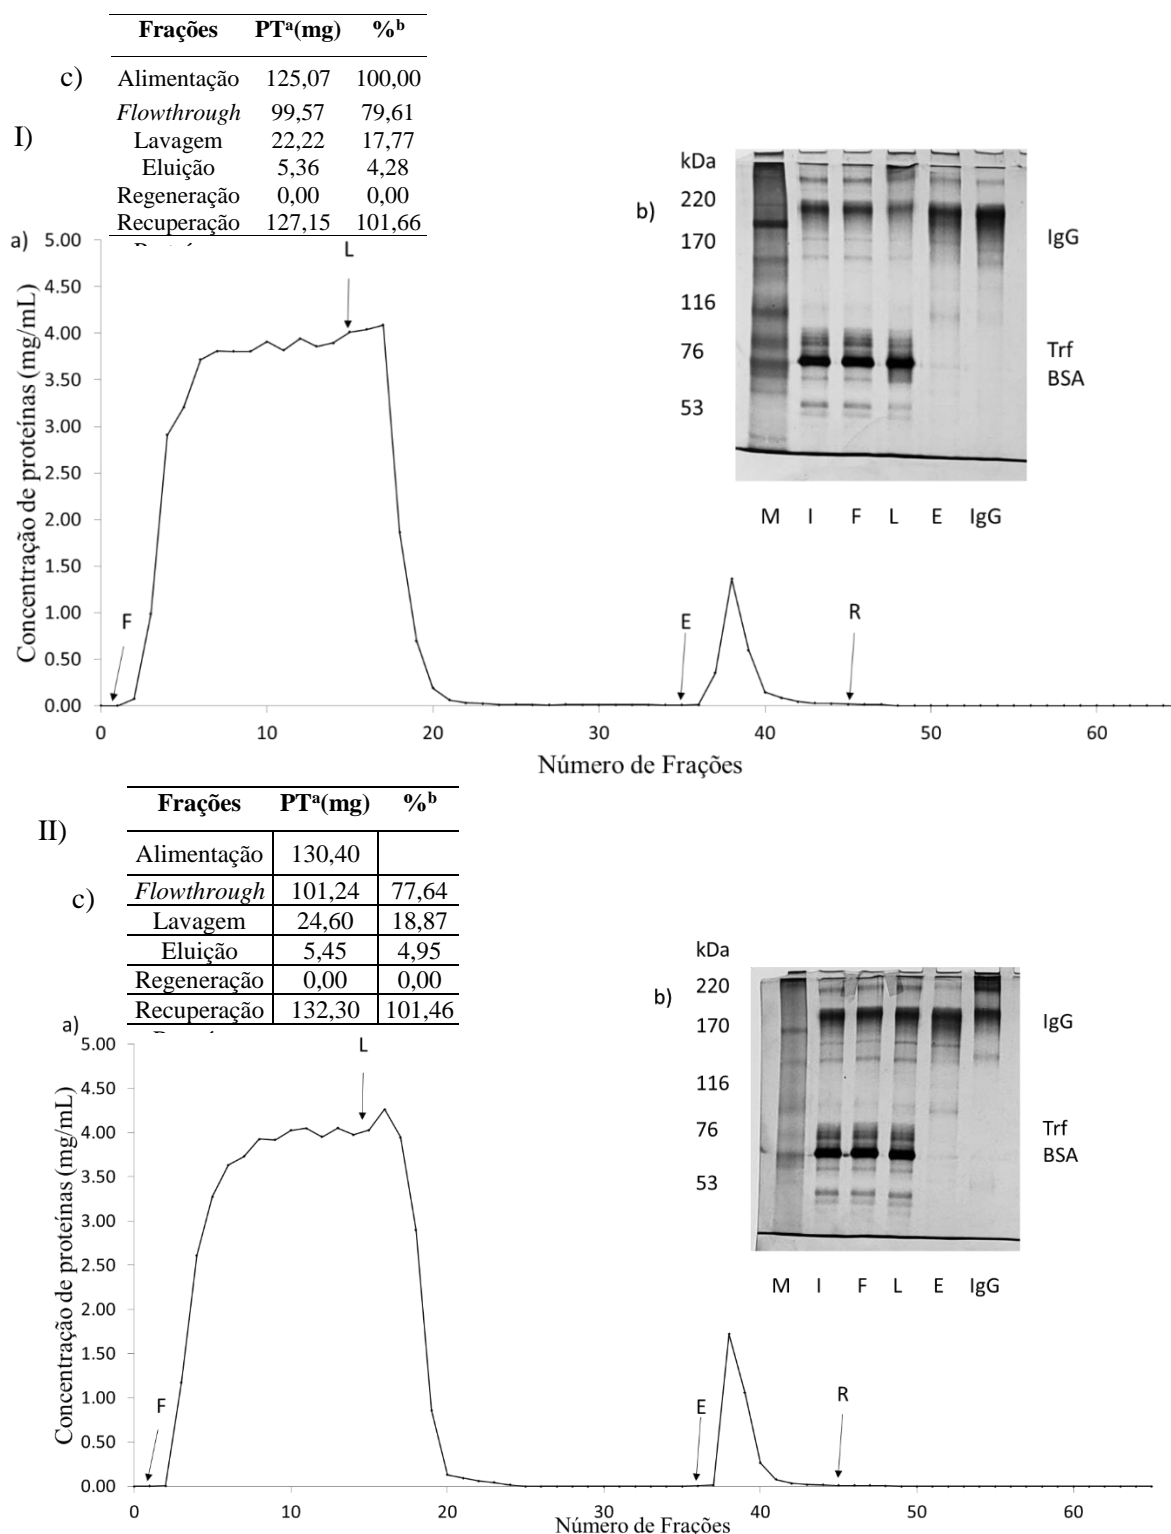 Frações PTᵃ(mg) %ᵇ
c) Alimentação 125,07 100,00
Flowthrough 99,57 79,61
I)
Lavagem 22,22 17,77
Eluição 5,36 4,28
Regeneração 0,00 0,00
Recuperação 127,15 101,66
a)
5.00
4.50
4.00
3.50
3.00
2.50
2.00
1.50
1.00
0.50
0.00
Concentração de proteínas (mg/mL)
F
L
E
R
0 10 20 30 40 50 60
Número de Frações
b)
kDa
220
170
116
76
53
IgG
Trf
BSA
M I F L E IgG
II)
Frações PTᵃ(mg) %ᵇ
Alimentação 130,40
c)
Flowthrough 101,24 77,64
Lavagem 24,60 18,87
Eluição 5,45 4,95
Regeneração 0,00 0,00
Recuperação 132,30 101,46
a)
5.00
4.50
4.00
3.50
3.00
2.50
2.00
1.50
1.00
0.50
0.00
Concentração de proteínas (mg/mL)
F
L
E
R
0 10 20 30 40 50 60
Número de Frações
b)
kDa
220
170
116
76
53
IgG
Trf
BSA
M I F L E IgG